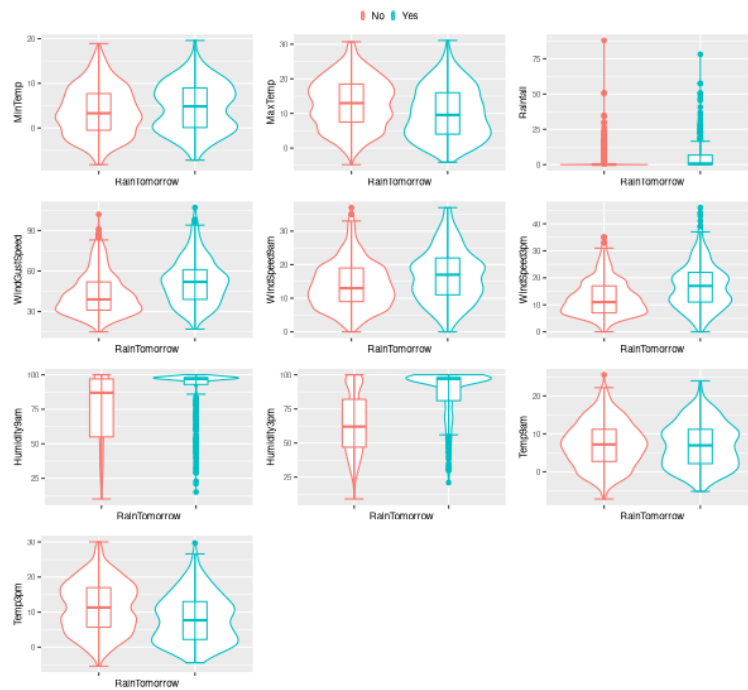 No Yes
MinTemp
20
10
0
RainTomorrow
MaxTemp
30
20
10
0
RainTomorrow
Rainfall
75
50
25
0
RainTomorrow
WindGustSpeed
90
60
30
RainTomorrow
WindSpeed9am
30
20
10
0
RainTomorrow
WindSpeed3pm
40
30
20
10
0
RainTomorrow
Humidity9am
100
75
50
25
RainTomorrow
Humidity3pm
100
75
50
25
RainTomorrow
Temp9am
20
10
0
RainTomorrow
Temp3pm
30
20
10
0
RainTomorrow